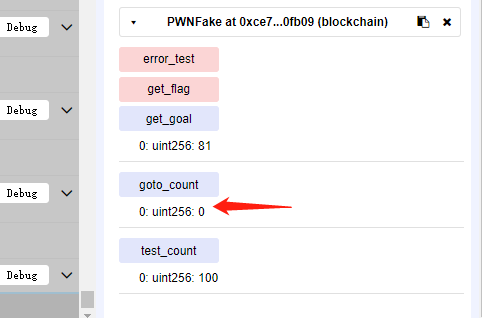 Debug
Debug
Debug
Debug
PWNFake at 0xce7...0fb09 (blockchain)
error_test
get_flag
get_goal
0: uint256: 81
goto_count
0: uint256: 0
test_count
0: uint256: 100